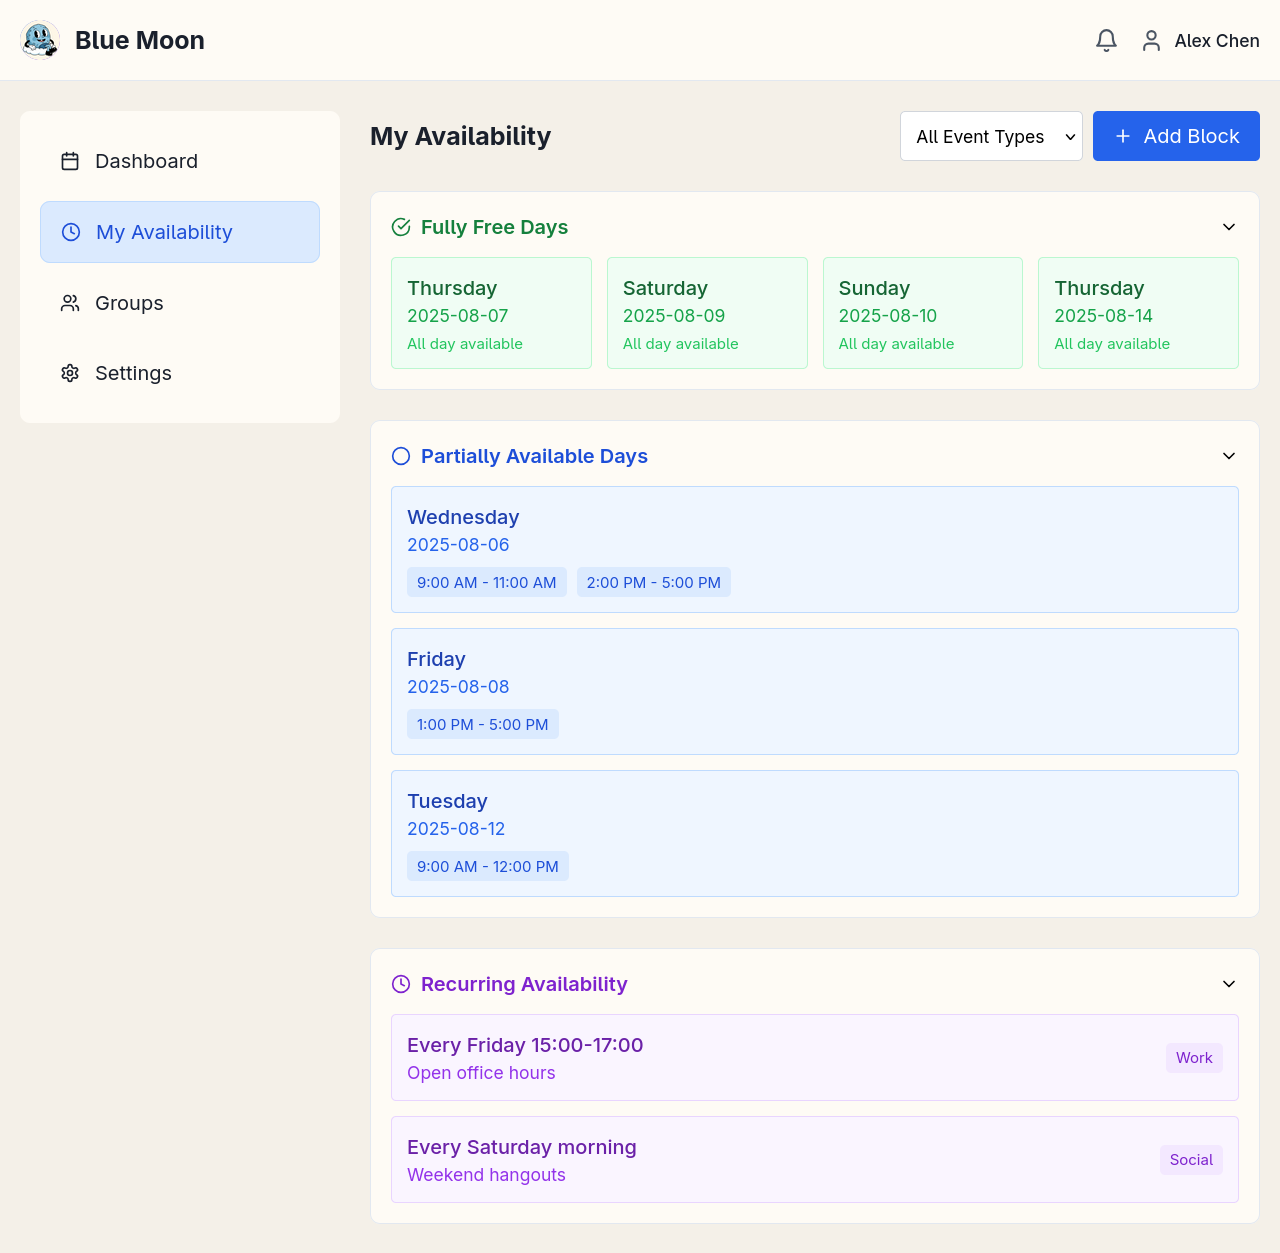 Blue Moon
Alex Chen
Dashboard
My Availability
Groups
Settings
My Availability
All Event Types
Add Block
Fully Free Days
Thursday
2025-08-07
All day available
Saturday
2025-08-09
All day available
Sunday
2025-08-10
All day available
Thursday
2025-08-14
All day available
Partially Available Days
Wednesday
2025-08-06
9:00 AM - 11:00 AM
2:00 PM - 5:00 PM
Friday
2025-08-08
1:00 PM - 5:00 PM
Tuesday
2025-08-12
9:00 AM - 12:00 PM
Recurring Availability
Every Friday 15:00-17:00
Open office hours
Work
Every Saturday morning
Weekend hangouts
Social